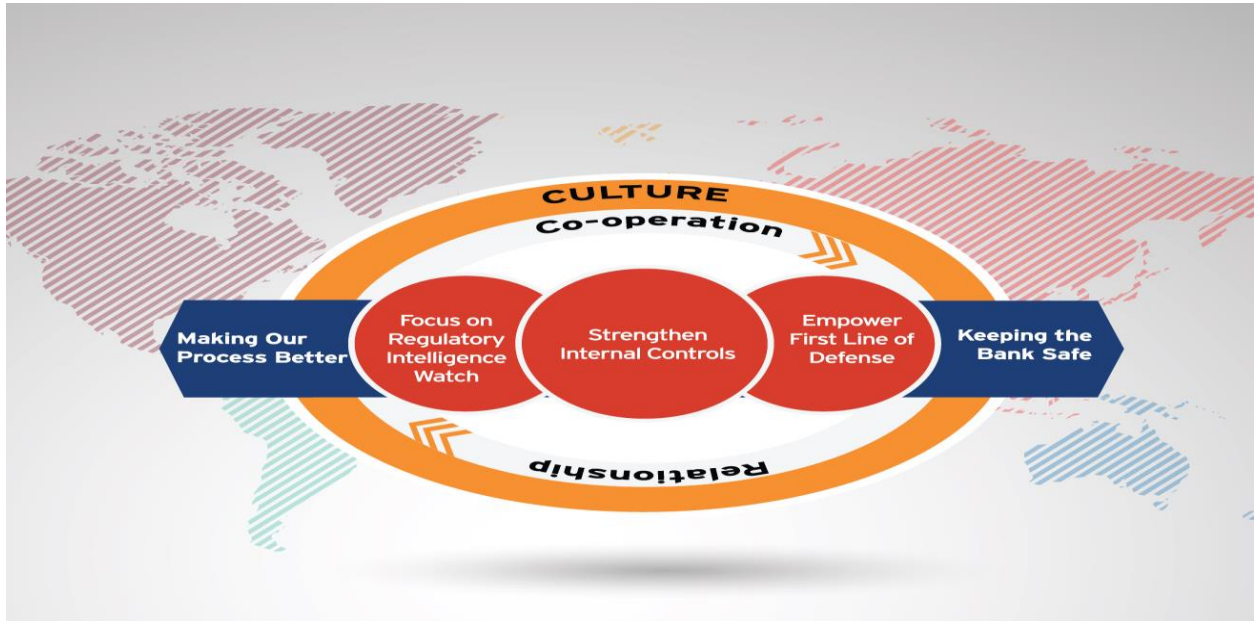 CULTURE
Co-operation
Making Our
Process Better
Focus on
Regulatory
Intelligence
Watch
Strengthen
Internal Controls
Empower
First Line of
Defense
Keeping the
Bank Safe
Relationship